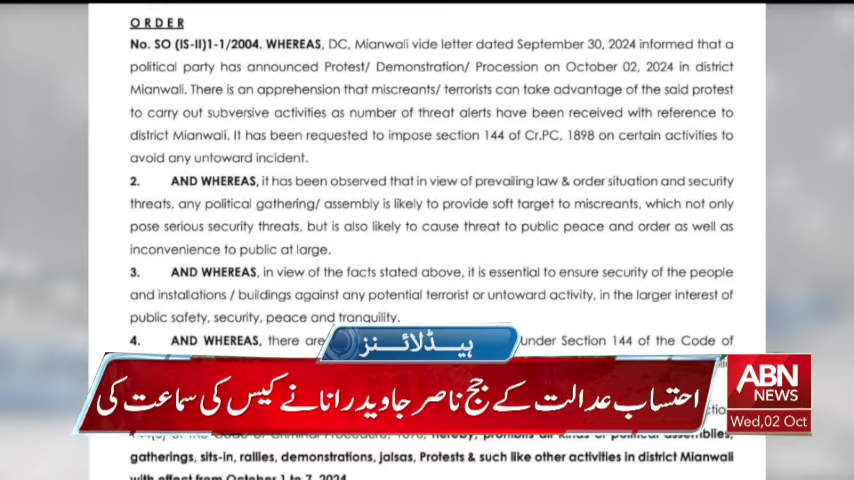 ORDER
No. SO (IS-II)1-1/2004. WHEREAS, DC, Mianwali vide letter dated September 30, 2024 informed that a
political party has announced Protest/ Demonstration/ Procession on October 02, 2024 in district
Mianwali. There is an apprehension that miscreants/ terrorists can take advantage of the said protest
to carry out subversive activities as number of threat alerts have been received with reference to
district Mianwali. It has been requested to impose section 144 of Cr.PC, 1898 on certain activities to
avoid any untoward incident.
2. AND WHEREAS, it has been observed that in view of prevailing law & order situation and security
threats, any political gathering/ assembly is likely to provide soft target to miscreants, which not only
pose serious security threats, but is also likely to cause threat to public peace and order as well as
inconvenience to public at large.
3. AND WHEREAS, in view of the facts stated above, it is essential to ensure security of the people
and installations / buildings against any potential terrorist or untoward activity, in the larger interest of
public safety, security, peace and tranquility.
4. AND WHEREAS, there are under Section 144 of the Code of
ہیڈلائنز
احتساب عدالت کے جج ناصر جاوید رانا نے کیس کی سماعت کی
ABN
NEWS
Wed,02 Oct
gatherings, sits-in, rallies, demonstrations, jalsas, Protests & such like other activities in district Mianwali
with effect from October 1 to 7, 2024